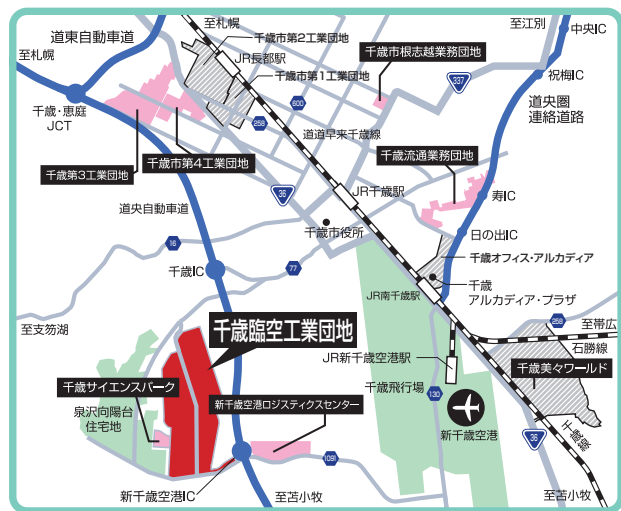 至札幌
至江別
中央IC
道東自動車道
千歳市第2工業団地
至札幌
JR長都駅
千歳市根志越業務団地
千歳市第1工業団地
祝梅IC
337
道央圏
連絡道路
千歳・恵庭
JCT
600
258
道道早来千歳線
千歳市第4工業団地
千歳流通業務団地
千歳第3工業団地
36
JR千歳駅
寿IC
道央自動車道
千歳市役所
日の出IC
16
千歳オフィス・アルカディア
千歳IC
77
JR南千歳駅
千歳
アルカディア・プラザ
至支笏湖
千歳臨空工業団地
258
至帯広
石勝線
JR新千歳空港駅
千歳美々ワールド
千歳サイエンスパーク
新千歳空港ロジスティクスセンター
千歳飛行場
130
泉沢向陽台
住宅地
新千歳空港
36
千歳線
1091
新千歳空港IC
至苫小牧
至苫小牧